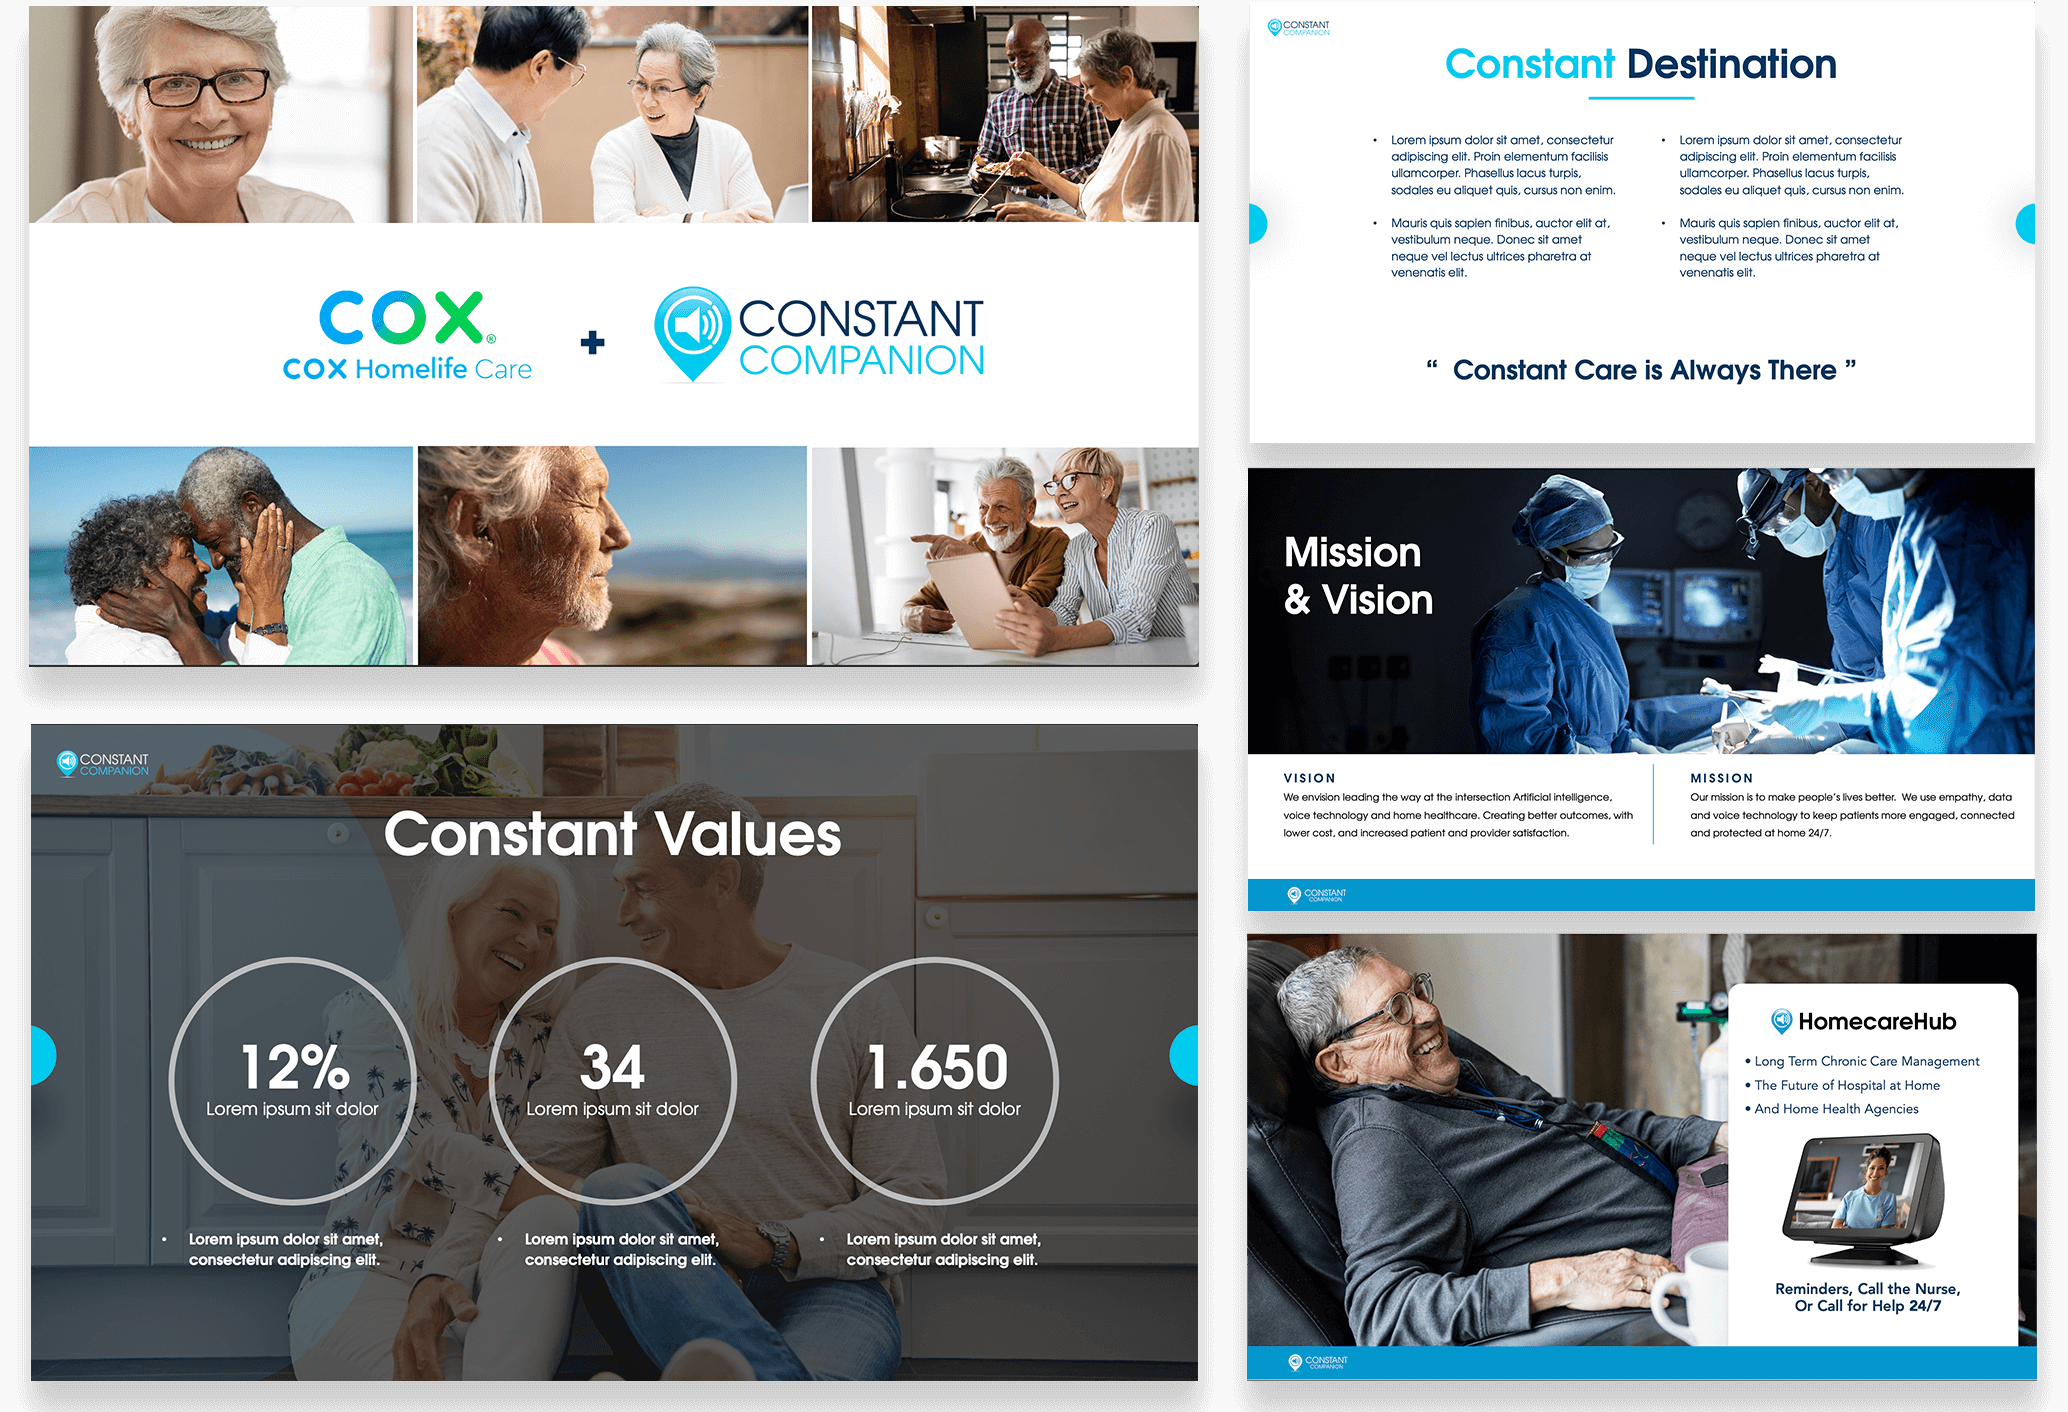 COX®
COX Homelife Care
+
CONSTANT
COMPANION
CONSTANT
COMPANION
Constant Values
12%
Lorem ipsum sit dolor
34
Lorem ipsum sit dolor
1.650
Lorem ipsum sit dolor
• Lorem ipsum dolor sit amet,
consectetur adipiscing elit.
• Lorem ipsum dolor sit amet,
consectetur adipiscing elit.
• Lorem ipsum dolor sit amet,
consectetur adipiscing elit.
CONSTANT
COMPANION
Constant Destination
• Lorem ipsum dolor sit amet, consectetur
adipiscing elit. Proin elementum facilisis
ullamcorper. Phasellus lacus turpis,
sodales eu aliquet quis, cursus non enim.
• Mauris quis sapien finibus, auctor elit at,
vestibulum neque. Donec sit amet
neque vel lectus ultrices pharetra at
venenatis elit.
• Lorem ipsum dolor sit amet, consectetur
adipiscing elit. Proin elementum facilisis
ullamcorper. Phasellus lacus turpis,
sodales eu aliquet quis, cursus non enim.
• Mauris quis sapien finibus, auctor elit at,
vestibulum neque. Donec sit amet
neque vel lectus ultrices pharetra at
venenatis elit.
“ Constant Care is Always There ”
Mission
& Vision
VISION
We envision leading the way at the intersection Artificial intelligence,
voice technology and home healthcare. Creating better outcomes, with
lower cost, and increased patient and provider satisfaction.
MISSION
Our mission is to make people’s lives better. We use empathy, data
and voice technology to keep patients more engaged, connected
and protected at home 24/7.
CONSTANT
COMPANION
HomecareHub
• Long Term Chronic Care Management
• The Future of Hospital at Home
• And Home Health Agencies
Reminders, Call the Nurse,
Or Call for Help 24/7
CONSTANT
COMPANION